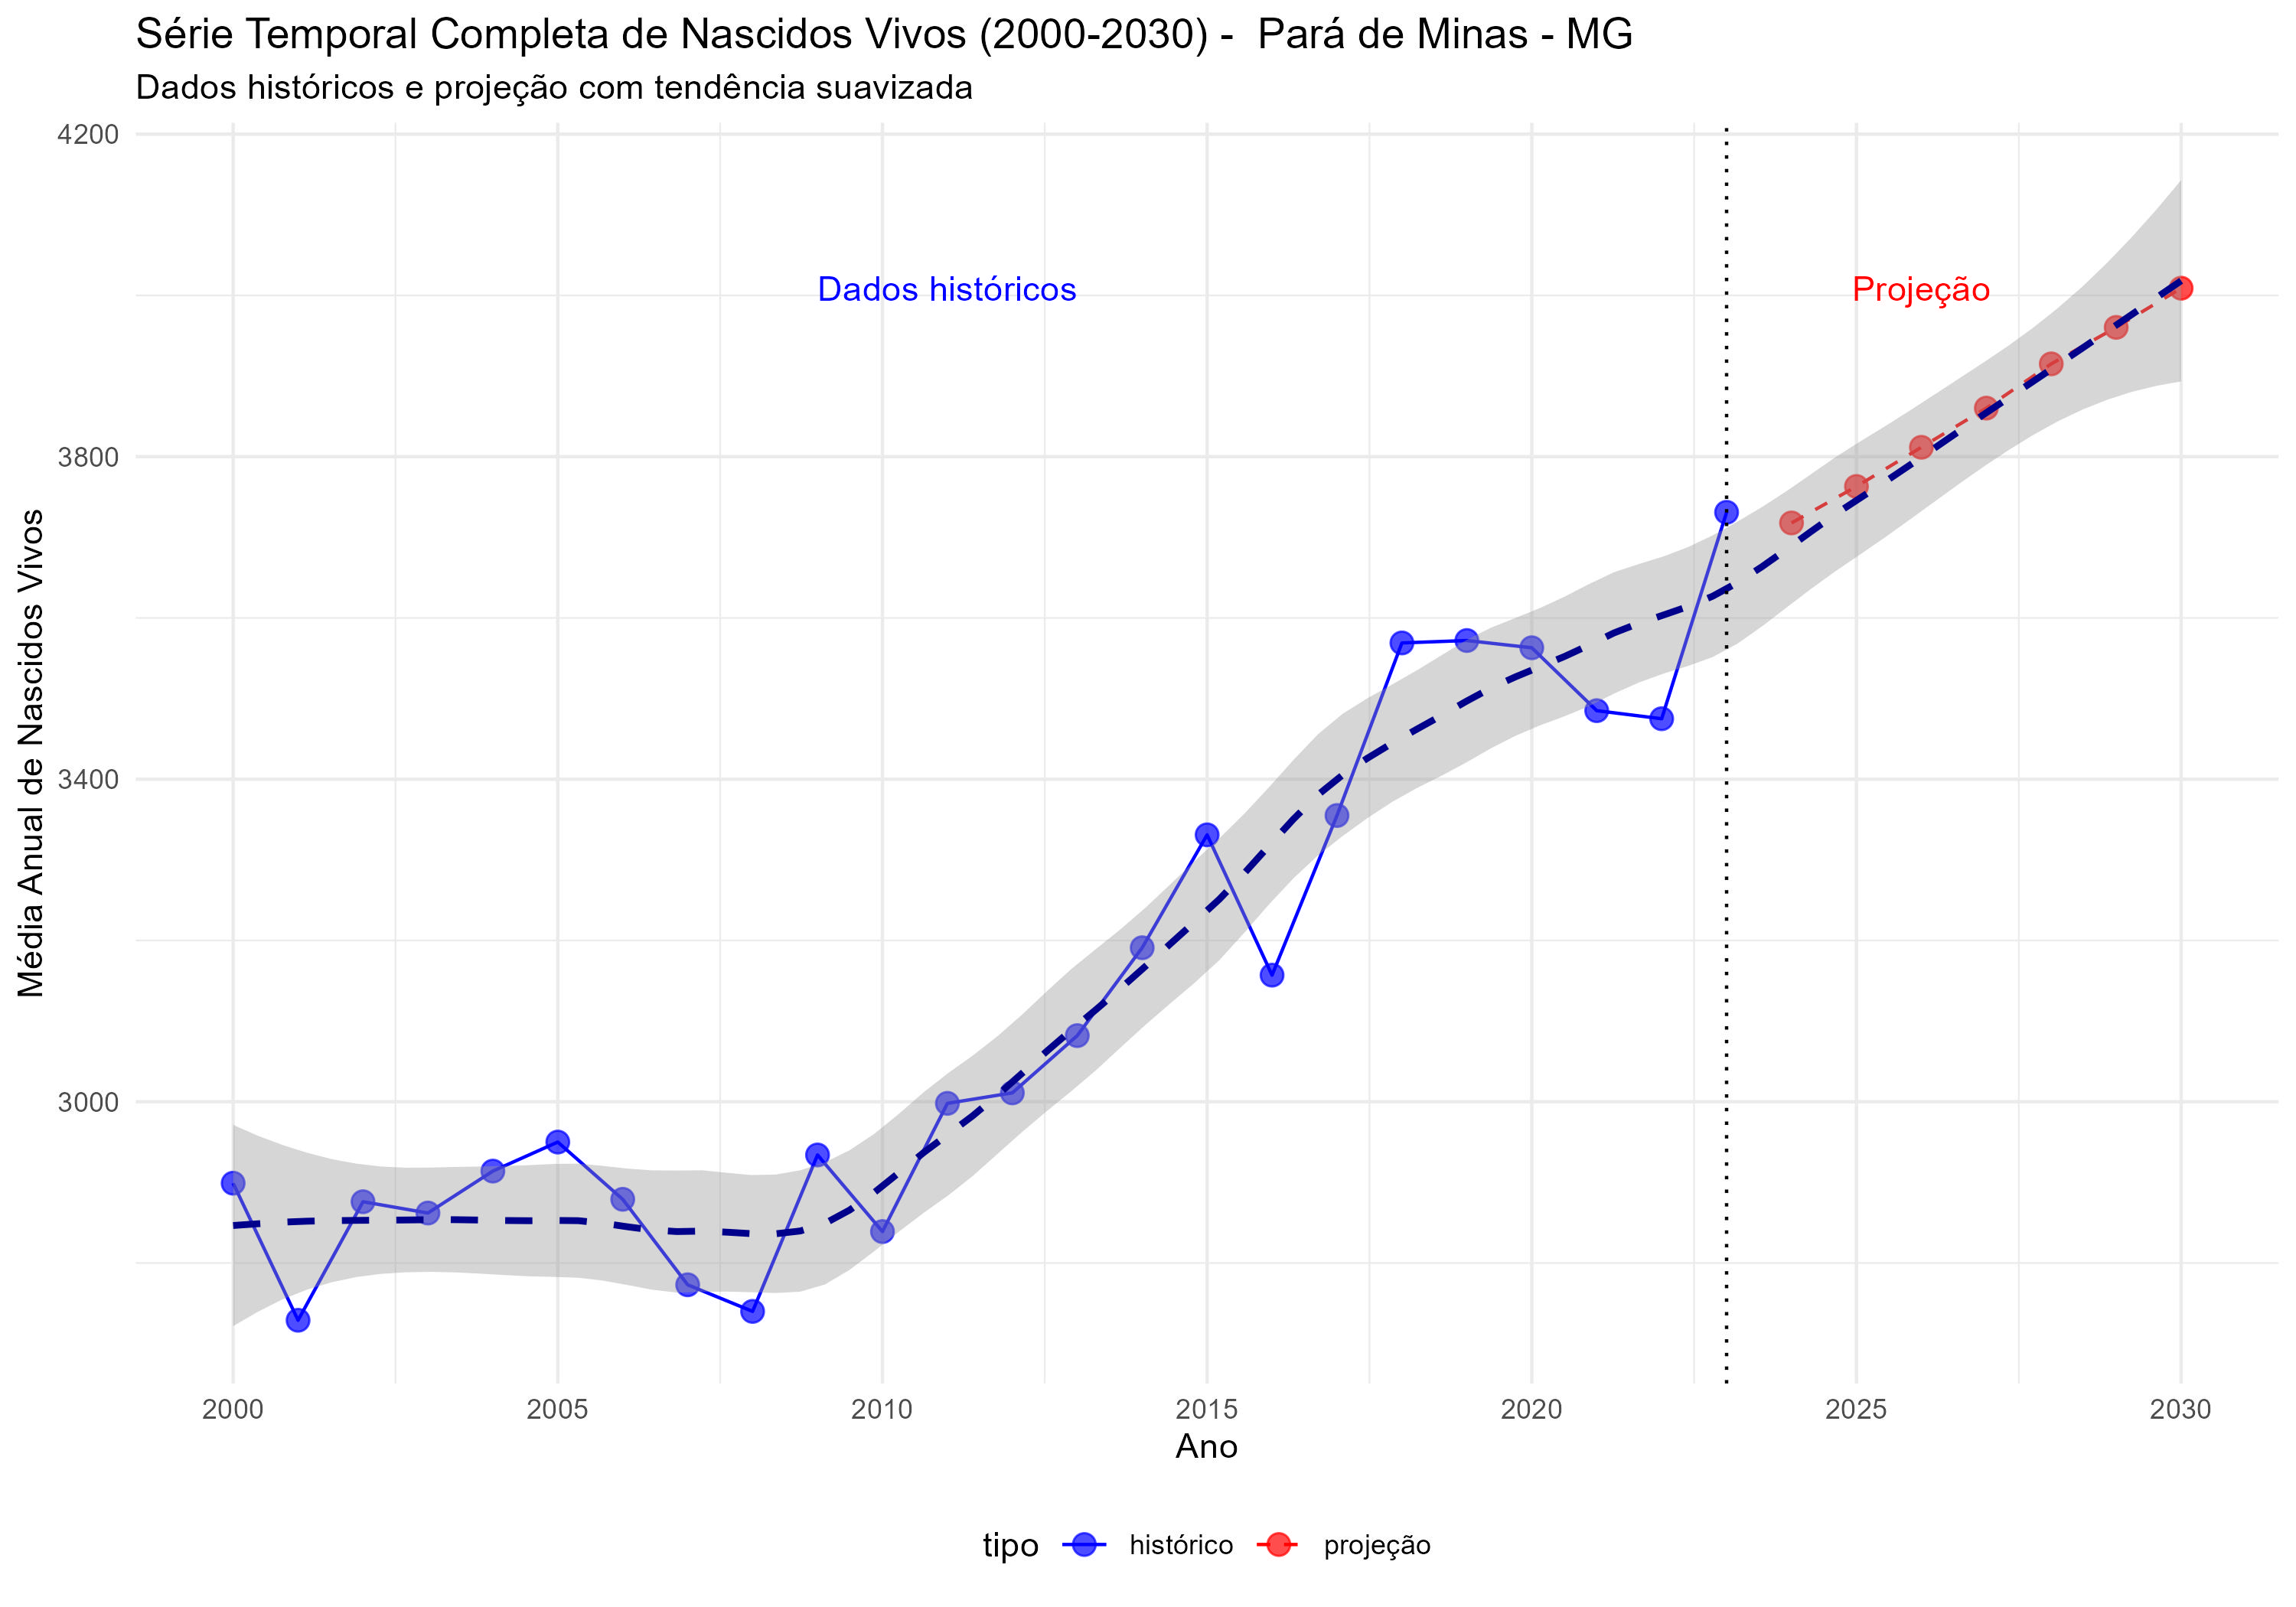 Série Temporal Completa de Nascidos Vivos (2000-2030) -  Pará de Minas - MG
Dados históricos e projeção com tendência suavizada
4200
3800
3400
3000
Média Anual de Nascidos Vivos
Dados históricos
Projeção
2000 2005 2010 2015 2020 2025 2030
Ano
tipo histórico projeção